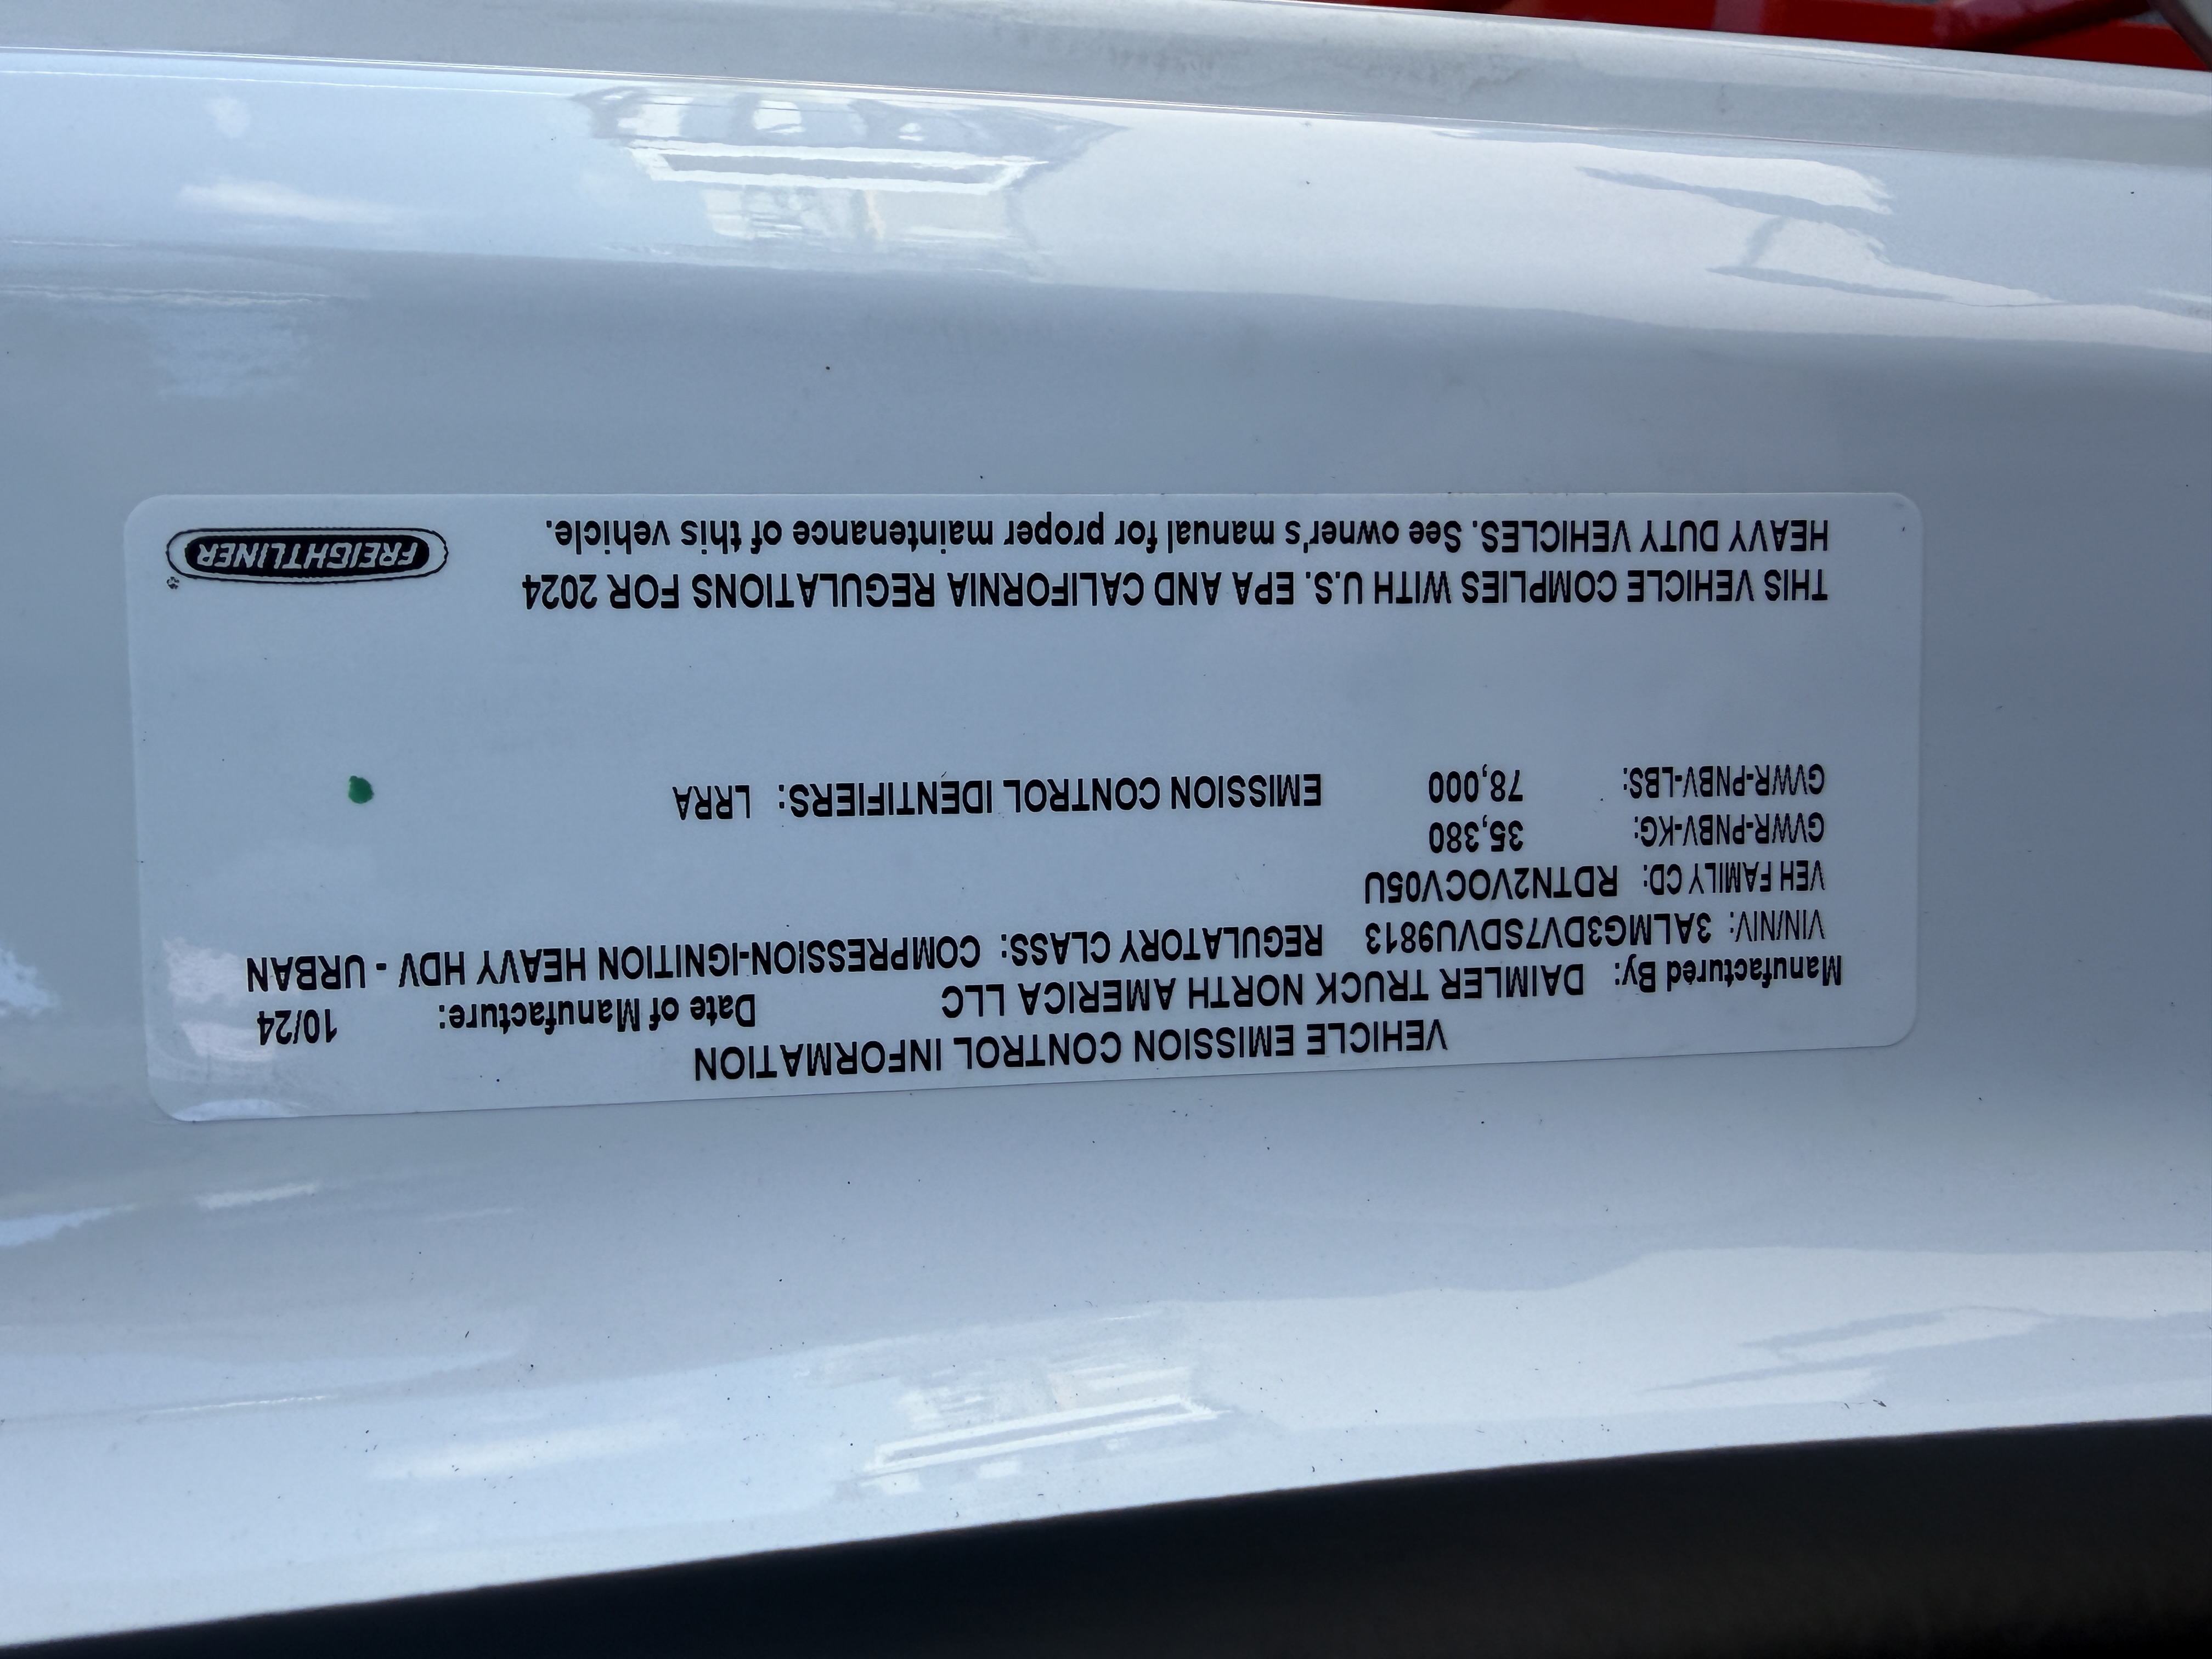 VEHICLE EMISSION CONTROL INFORMATION
Manufactured By: DAIMLER TRUCK NORTH AMERICA LLC Date of Manufacture: 10/24
VIN/NIV: 3ALMG3DV7SDVU9813 REGULATORY CLASS: COMPRESSION-IGNITION HEAVY HDV - URBAN
VEH FAMILY CD: RDTN2VOCV05U
GVWR-PNBV-KG: 35,380
GVWR-PNBV-LBS: 78,000 EMISSION CONTROL IDENTIFIERS: LRRA
THIS VEHICLE COMPLIES WITH U.S. EPA AND CALIFORNIA REGULATIONS FOR 2024
HEAVY DUTY VEHICLES. See owner's manual for proper maintenance of this vehicle.
FREIGHTLINER